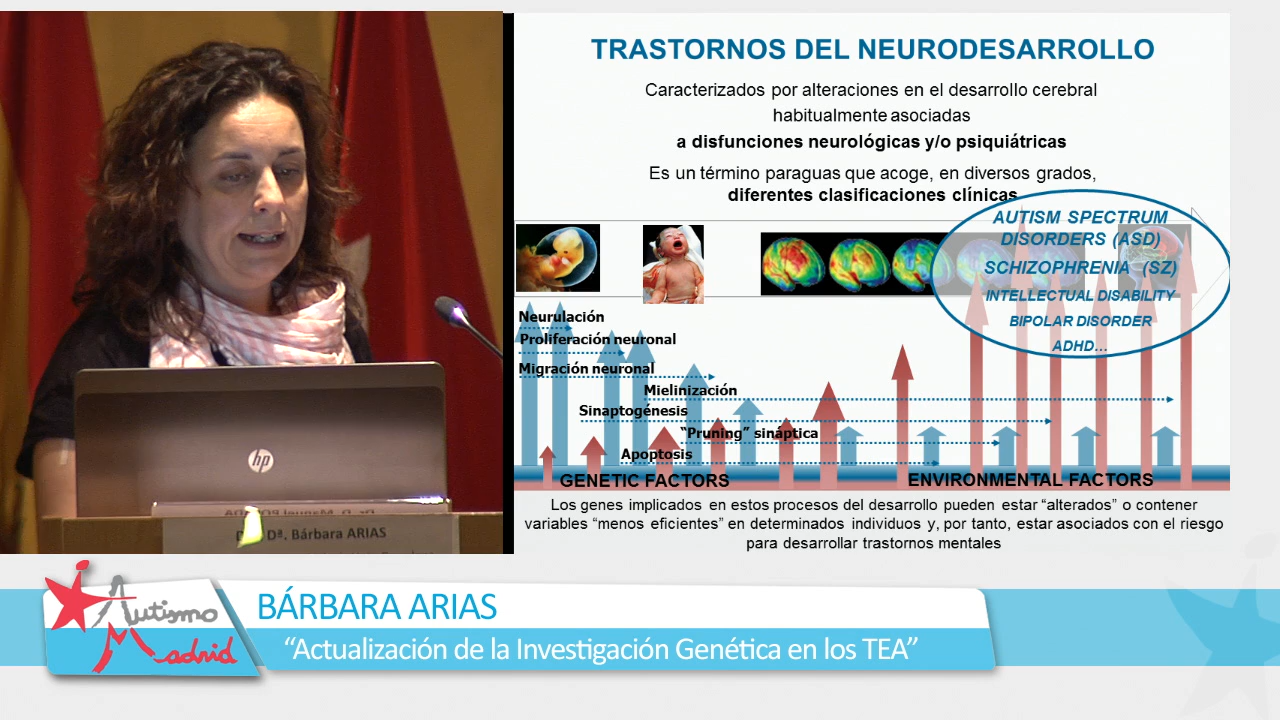 TRASTORNOS DEL NEURODESARROLLO
Caracterizados por alteraciones en el desarrollo cerebral
habitualmente asociadas
a disfunciones neurológicas y/o psiquiátricas
Es un término paraguas que acoge, en diversos grados,
diferentes clasificaciones clínicas
AUTISM SPECTRUM
DISORDERS (ASD)
SCHIZOPHRENIA (SZ)
INTELLECTUAL DISABILITY
BIPOLAR DISORDER
ADHD...
Neurulación
Proliferación neuronal
Migración neuronal
Mielinización
Sinaptogénesis
“Pruning” sináptica
Apoptosis
GENETIC FACTORS
ENVIRONMENTAL FACTORS
Los genes implicados en estos procesos del desarrollo pueden estar “alterados” o contener
variables “menos eficientes” en determinados individuos y, por tanto, estar asociados con el riesgo
para desarrollar trastornos mentales
hp
Dª. Bárbara ARIAS
Autismo
Madrid
BÁRBARA ARIAS
“Actualización de la Investigación Genética en los TEA”